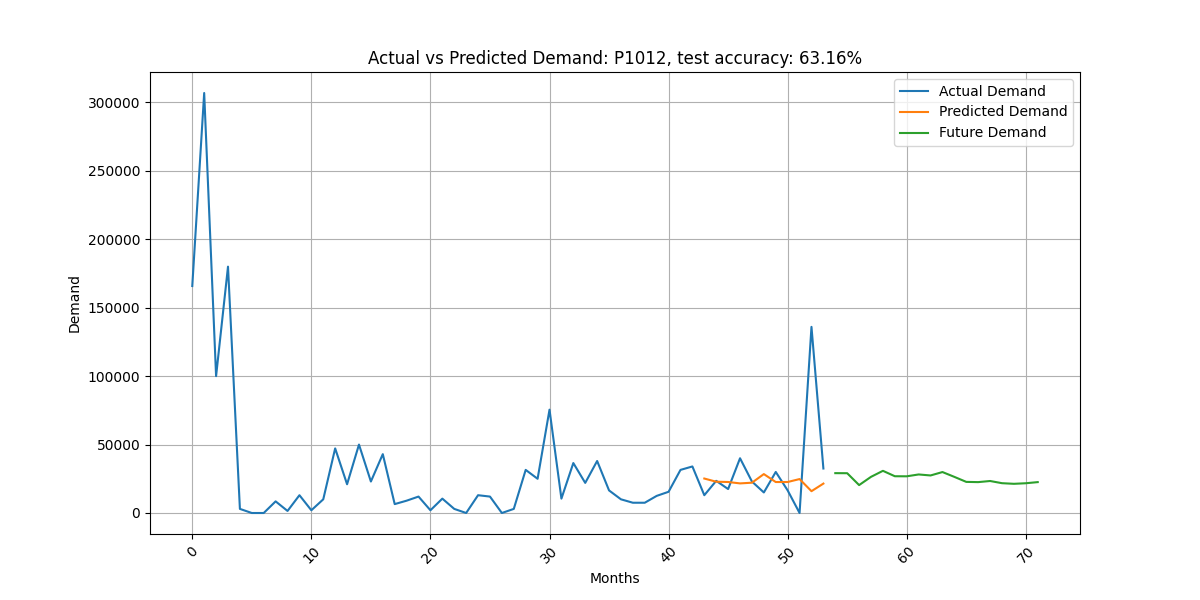 Actual vs Predicted Demand: P1012, test accuracy: 63.16%
Actual Demand
Predicted Demand
Future Demand
300000
250000
200000
150000
100000
50000
0
Demand
0 10 20 30 40 50 60 70
Months